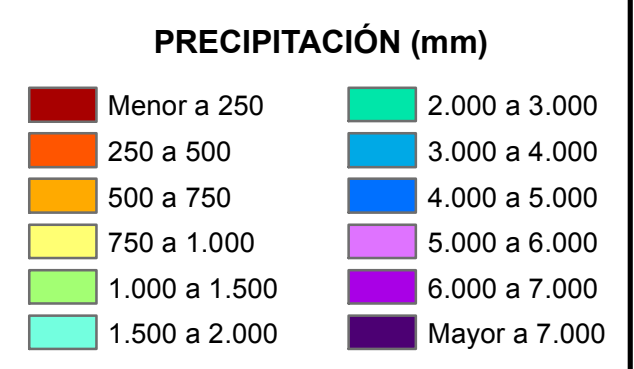 PRECIPITACIÓN (mm)
Menor a 250
250 a 500
500 a 750
750 a 1.000
1.000 a 1.500
1.500 a 2.000
2.000 a 3.000
3.000 a 4.000
4.000 a 5.000
5.000 a 6.000
6.000 a 7.000
Mayor a 7.000